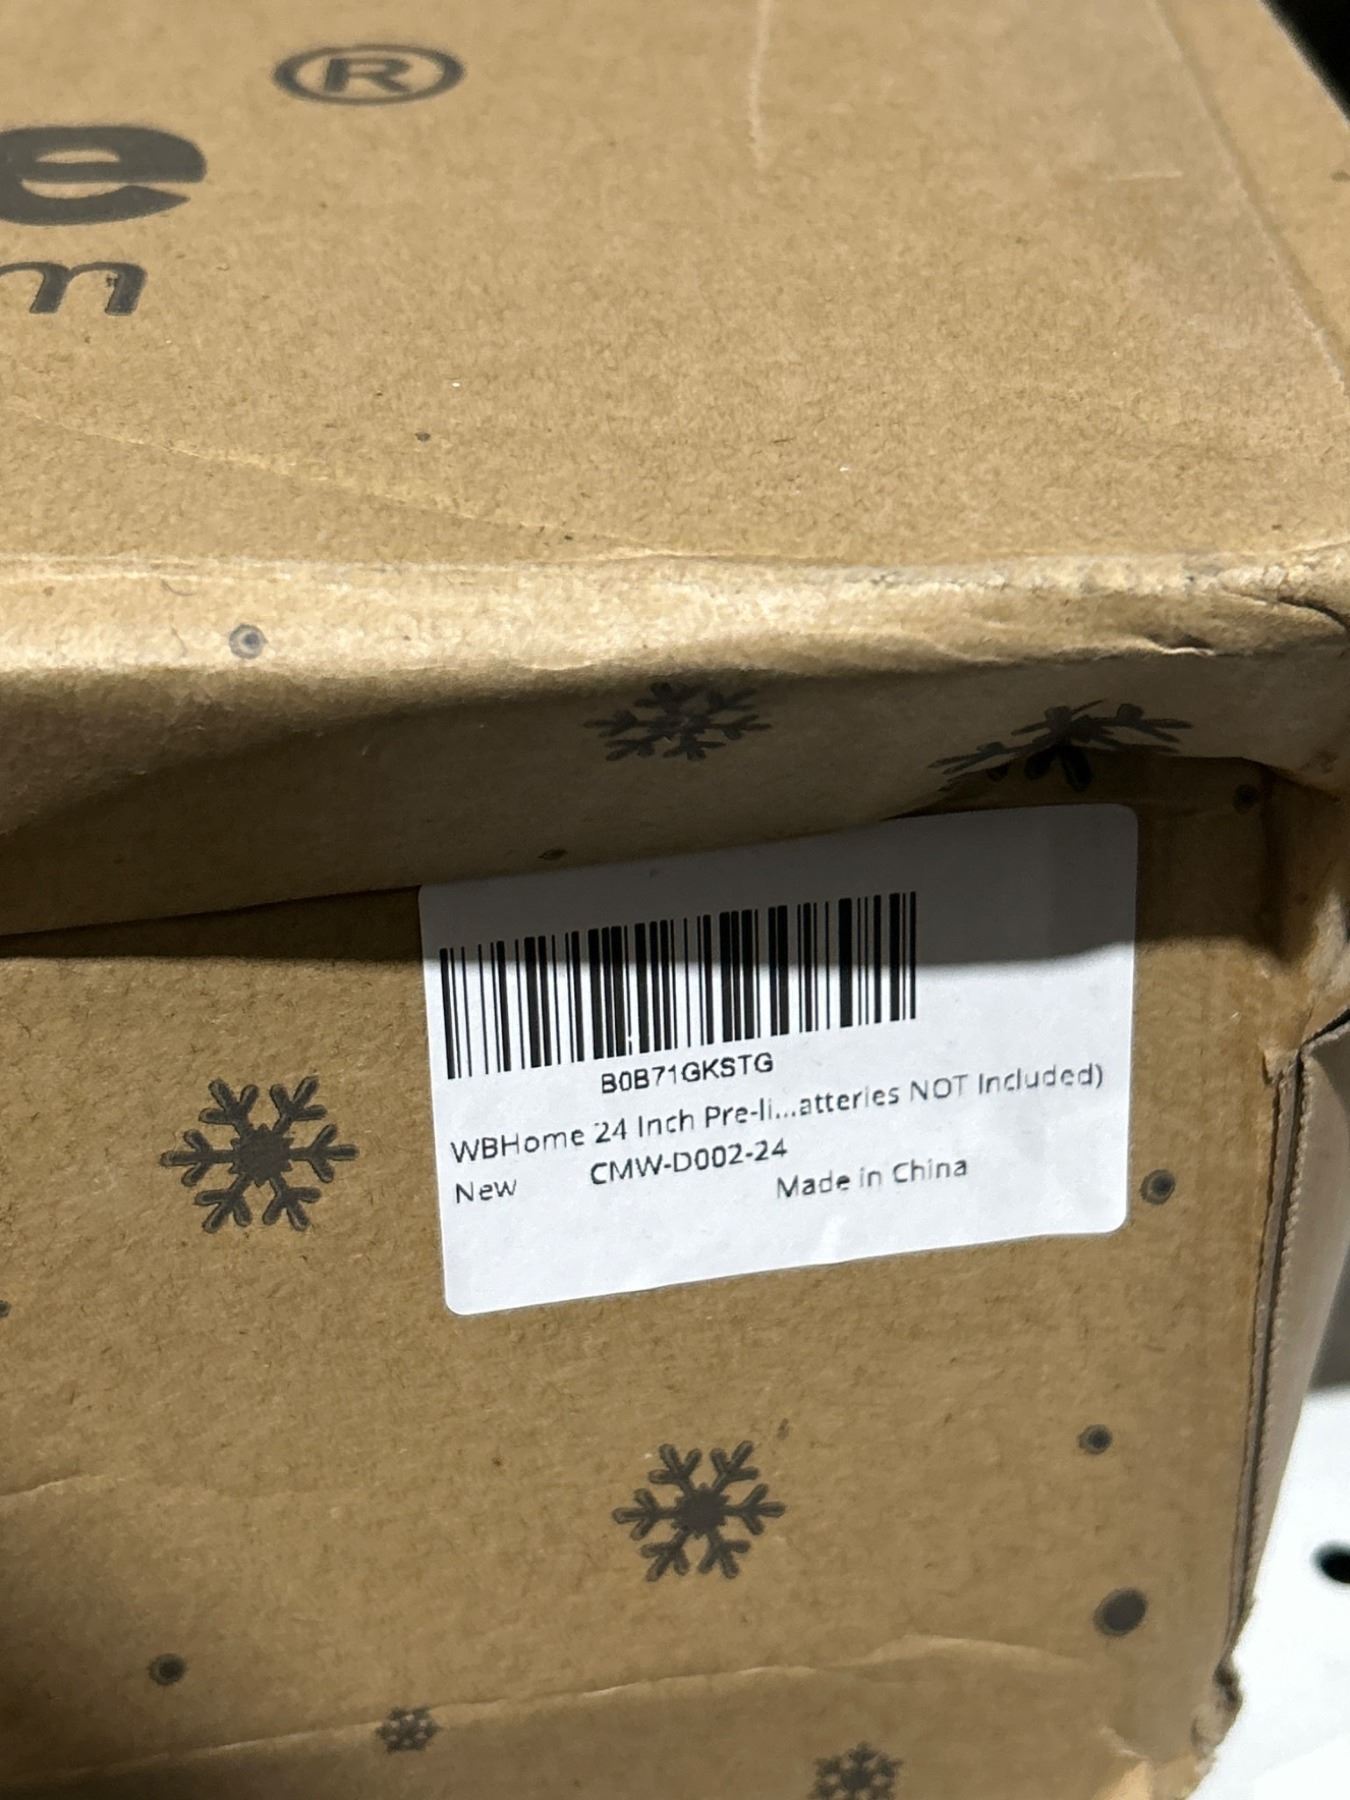 ®
e
m
B0B71GKSTG
WBHome 24 Inch Pre-li...atteries NOT Included)
New CMW-D002-24
Made in China